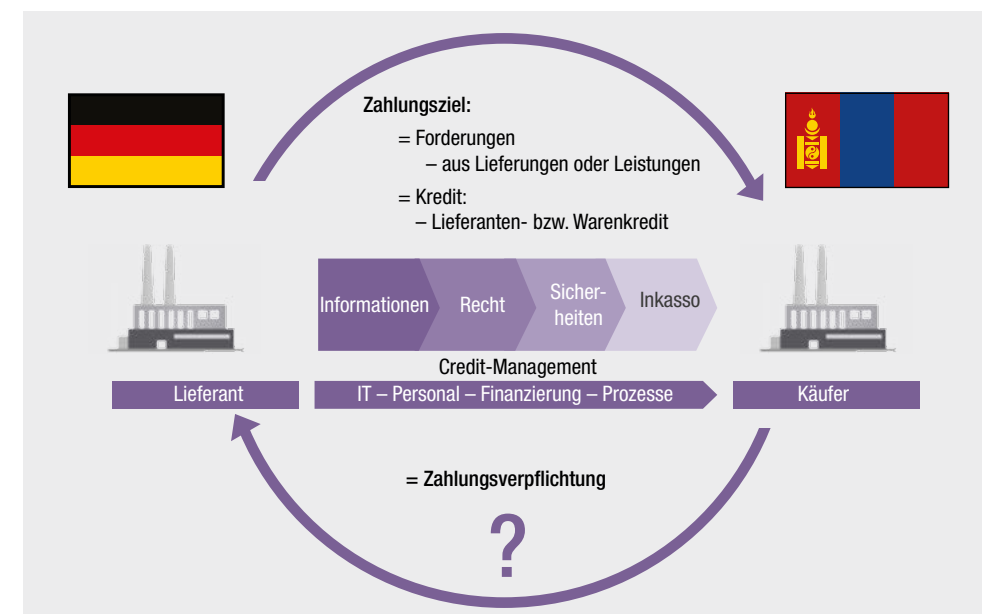 Zahlungsziel:
= Forderungen
– aus Lieferungen oder Leistungen
= Kredit:
– Lieferanten- bzw. Warenkredit
Informationen
Recht
Sicher-
heiten
Inkasso
Credit-Management
Lieferant
IT – Personal – Finanzierung – Prozesse
Käufer
= Zahlungsverpflichtung
?